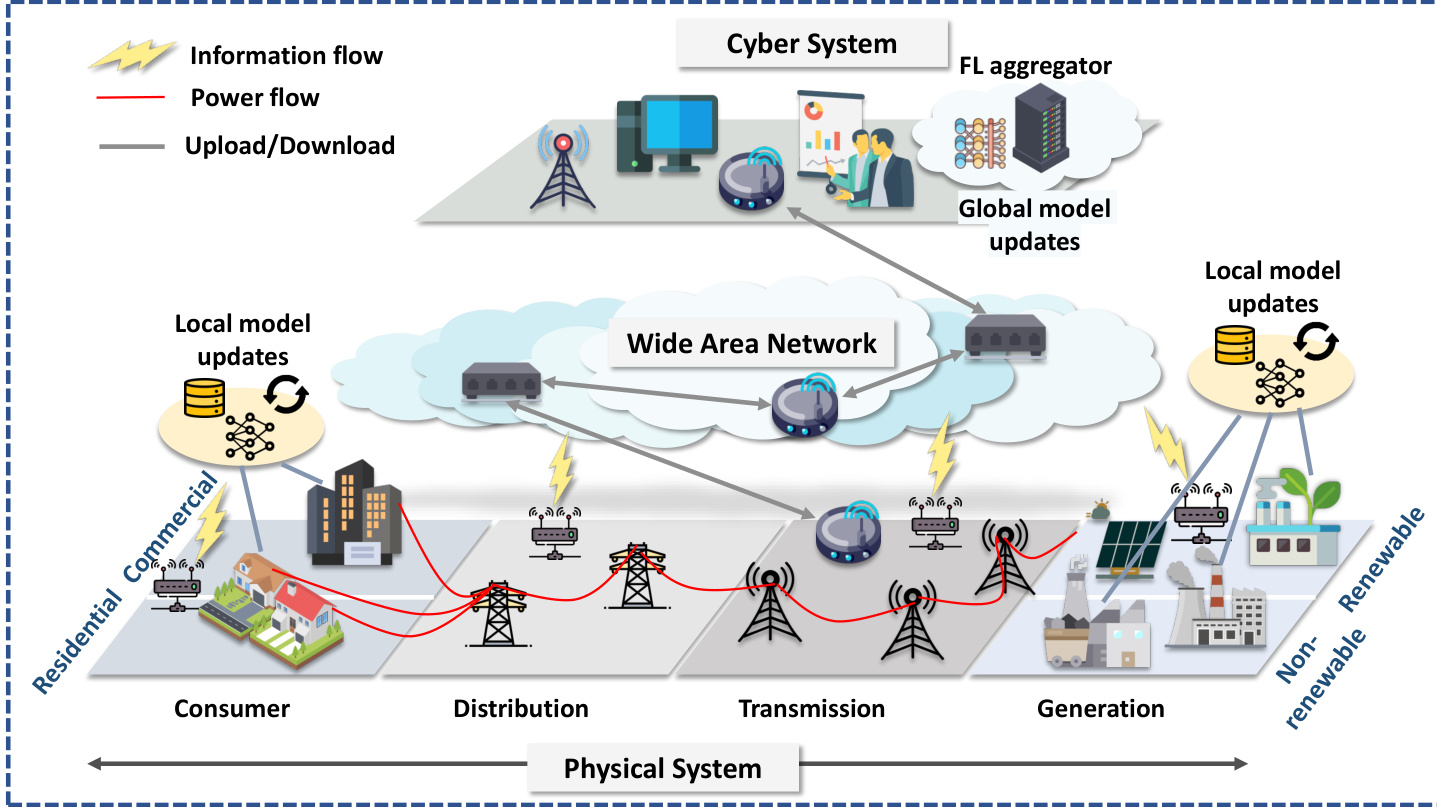 Cyber System
Information flow
FL aggregator
Power flow
Upload/Download
Global model
updates
Local model
updates
Local model
updates
Wide Area Network
Commercial
Residential
Renewable
Non-
renewable
Consumer
Distribution
Transmission
Generation
Physical System